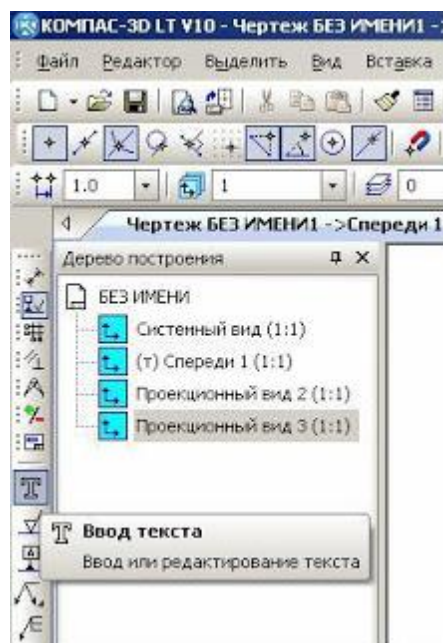 КОМПАС-3D LT V10 - Чертеж БЕЗ ИМЕНИ1 ->
Файл Редактор Выделить Вид Вставка
1.0 1 0
Чертеж БЕЗ ИМЕНИ1 ->Спереди 1
Дерево построения
БЕЗ ИМЕНИ
Системный вид (1:1)
(т) Спереди 1 (1:1)
Проекционный вид 2 (1:1)
Проекционный вид 3 (1:1)
T Ввод текста
Ввод или редактирование текста